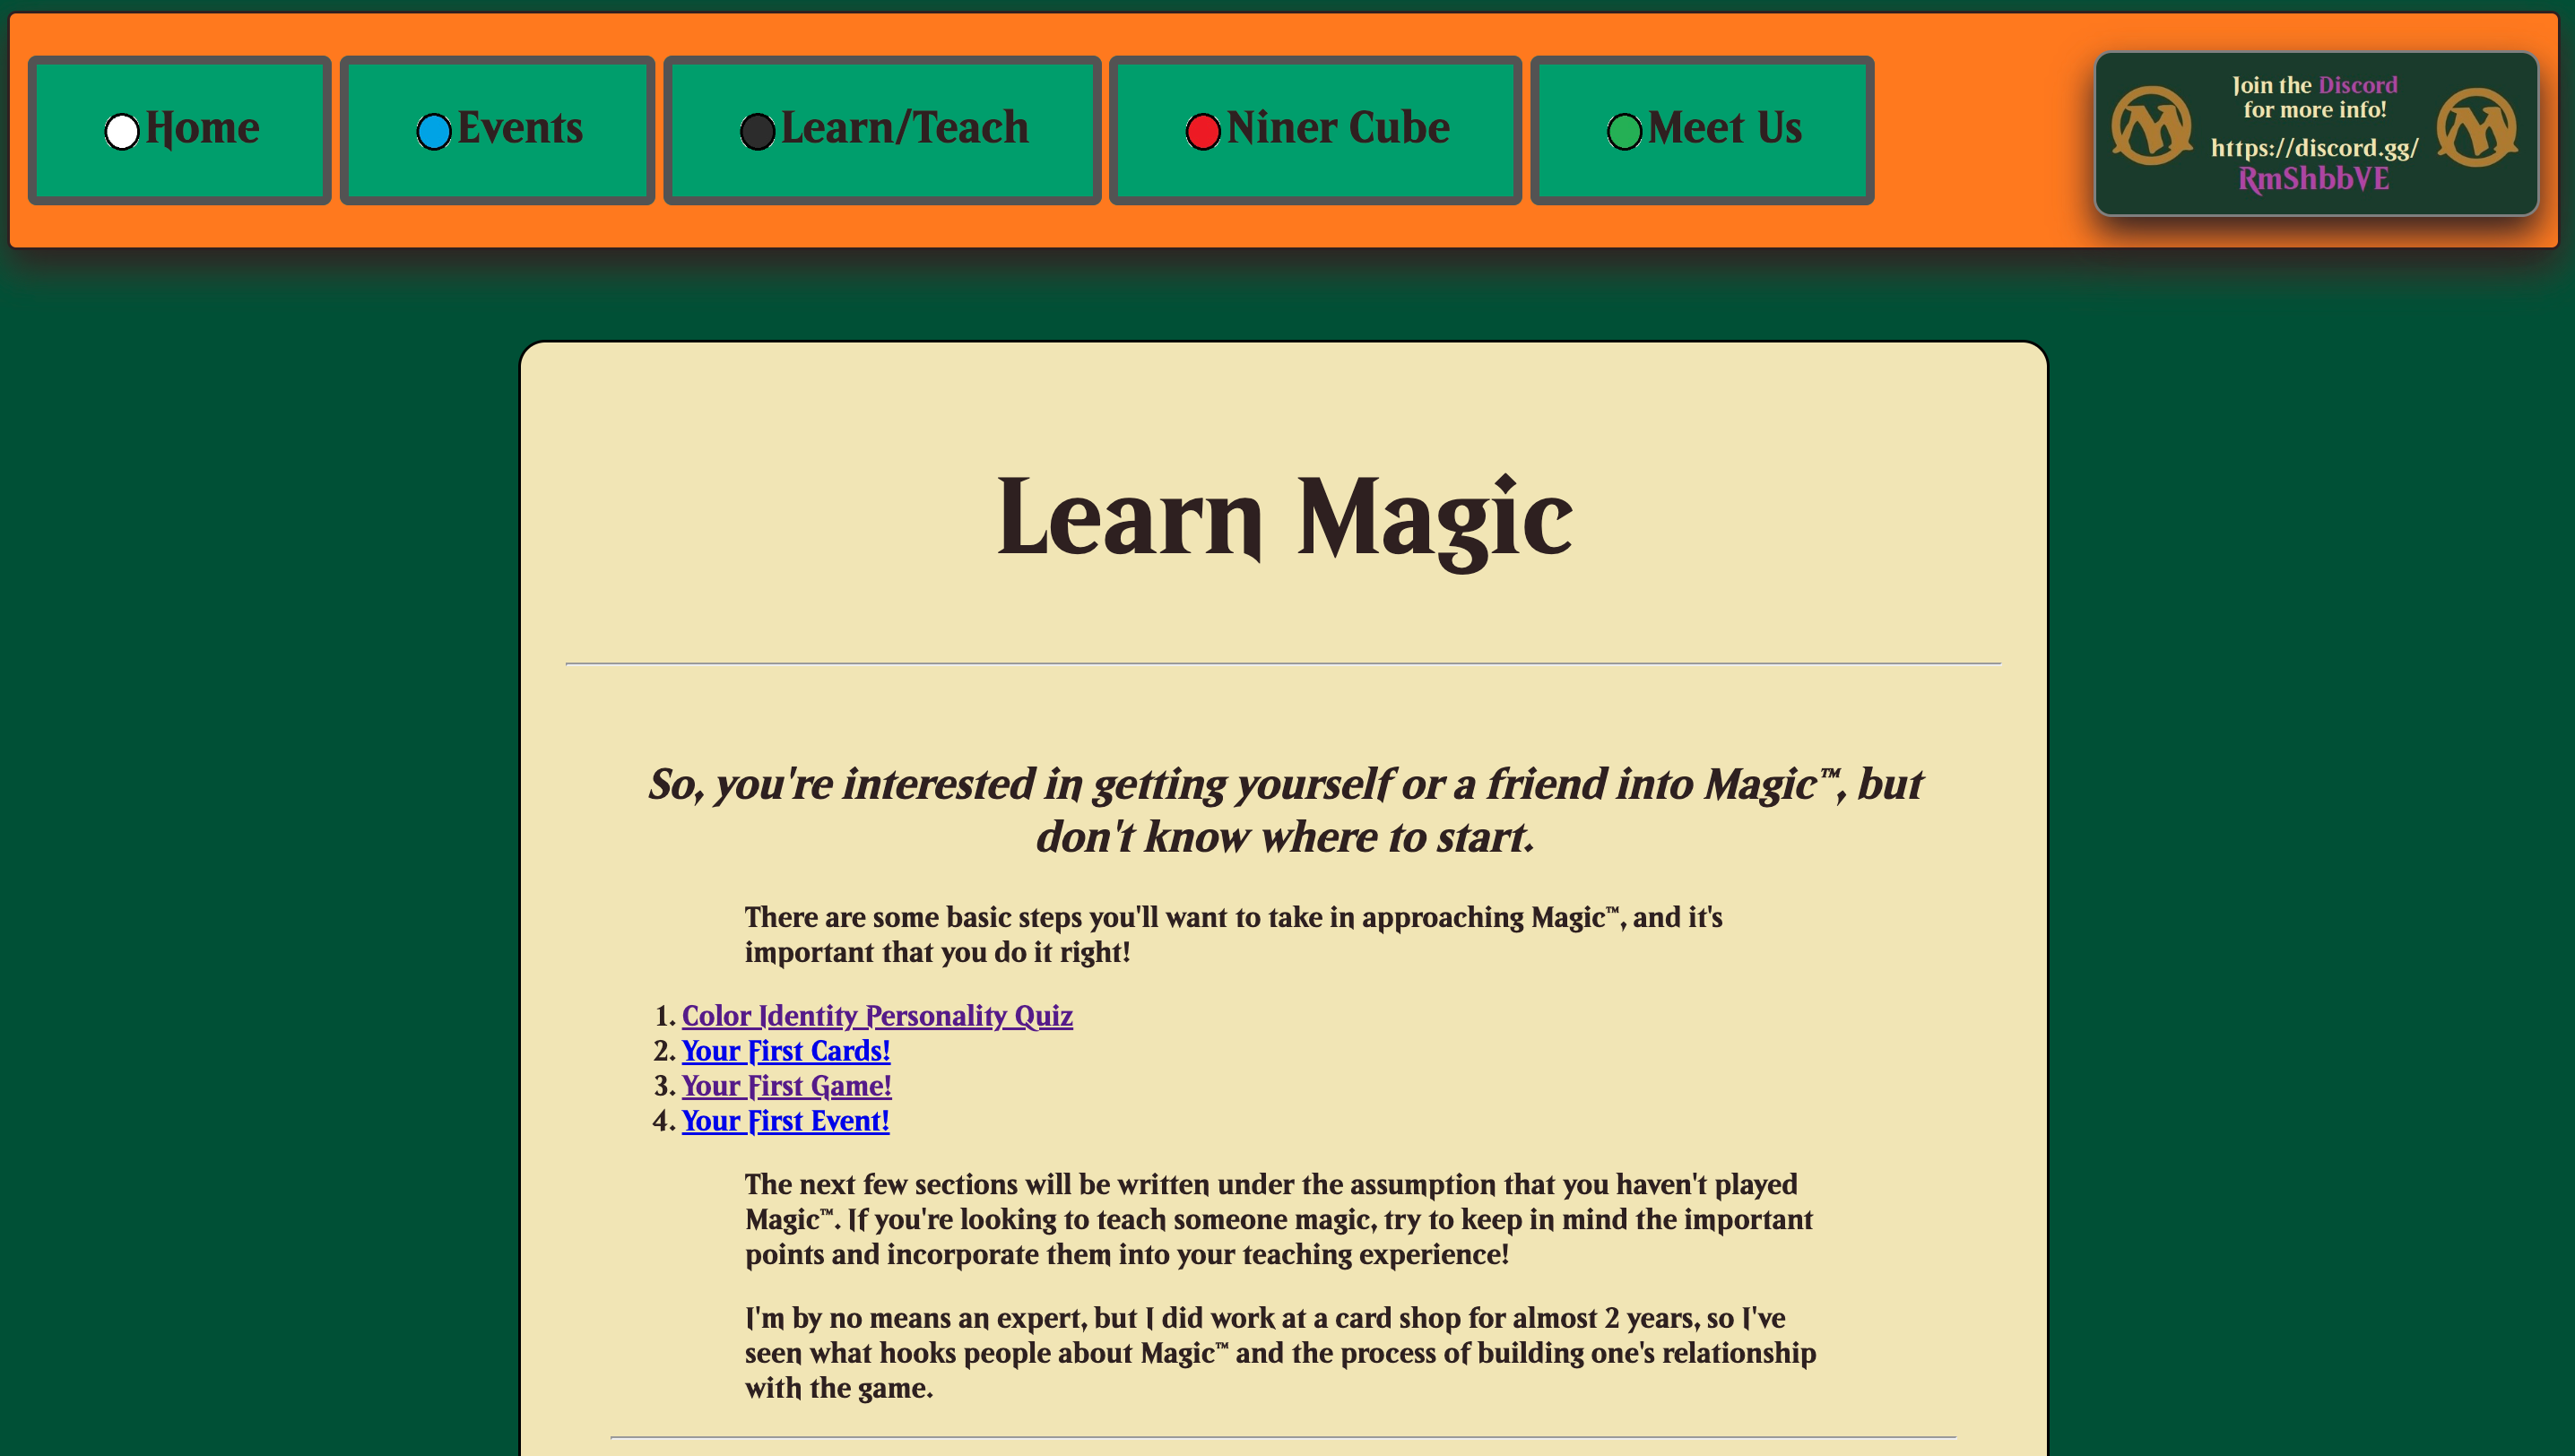 Home
Events
Learn/Teach
Niner Cube
Meet Us
Join the Discord
for more info!
https://discord.gg/
RmShbbVE
Learn Magic
So, you're interested in getting yourself or a friend into Magic™, but
don't know where to start.
There are some basic steps you'll want to take in approaching Magic™, and it's
important that you do it right!
1. Color Identity Personality Quiz
2. Your First Cards!
3. Your First Game!
4. Your First Event!
The next few sections will be written under the assumption that you haven't played
Magic™. If you're looking to teach someone magic, try to keep in mind the important
points and incorporate them into your teaching experience!
I'm by no means an expert, but I did work at a card shop for almost 2 years, so I've
seen what hooks people about Magic™ and the process of building one's relationship
with the game.